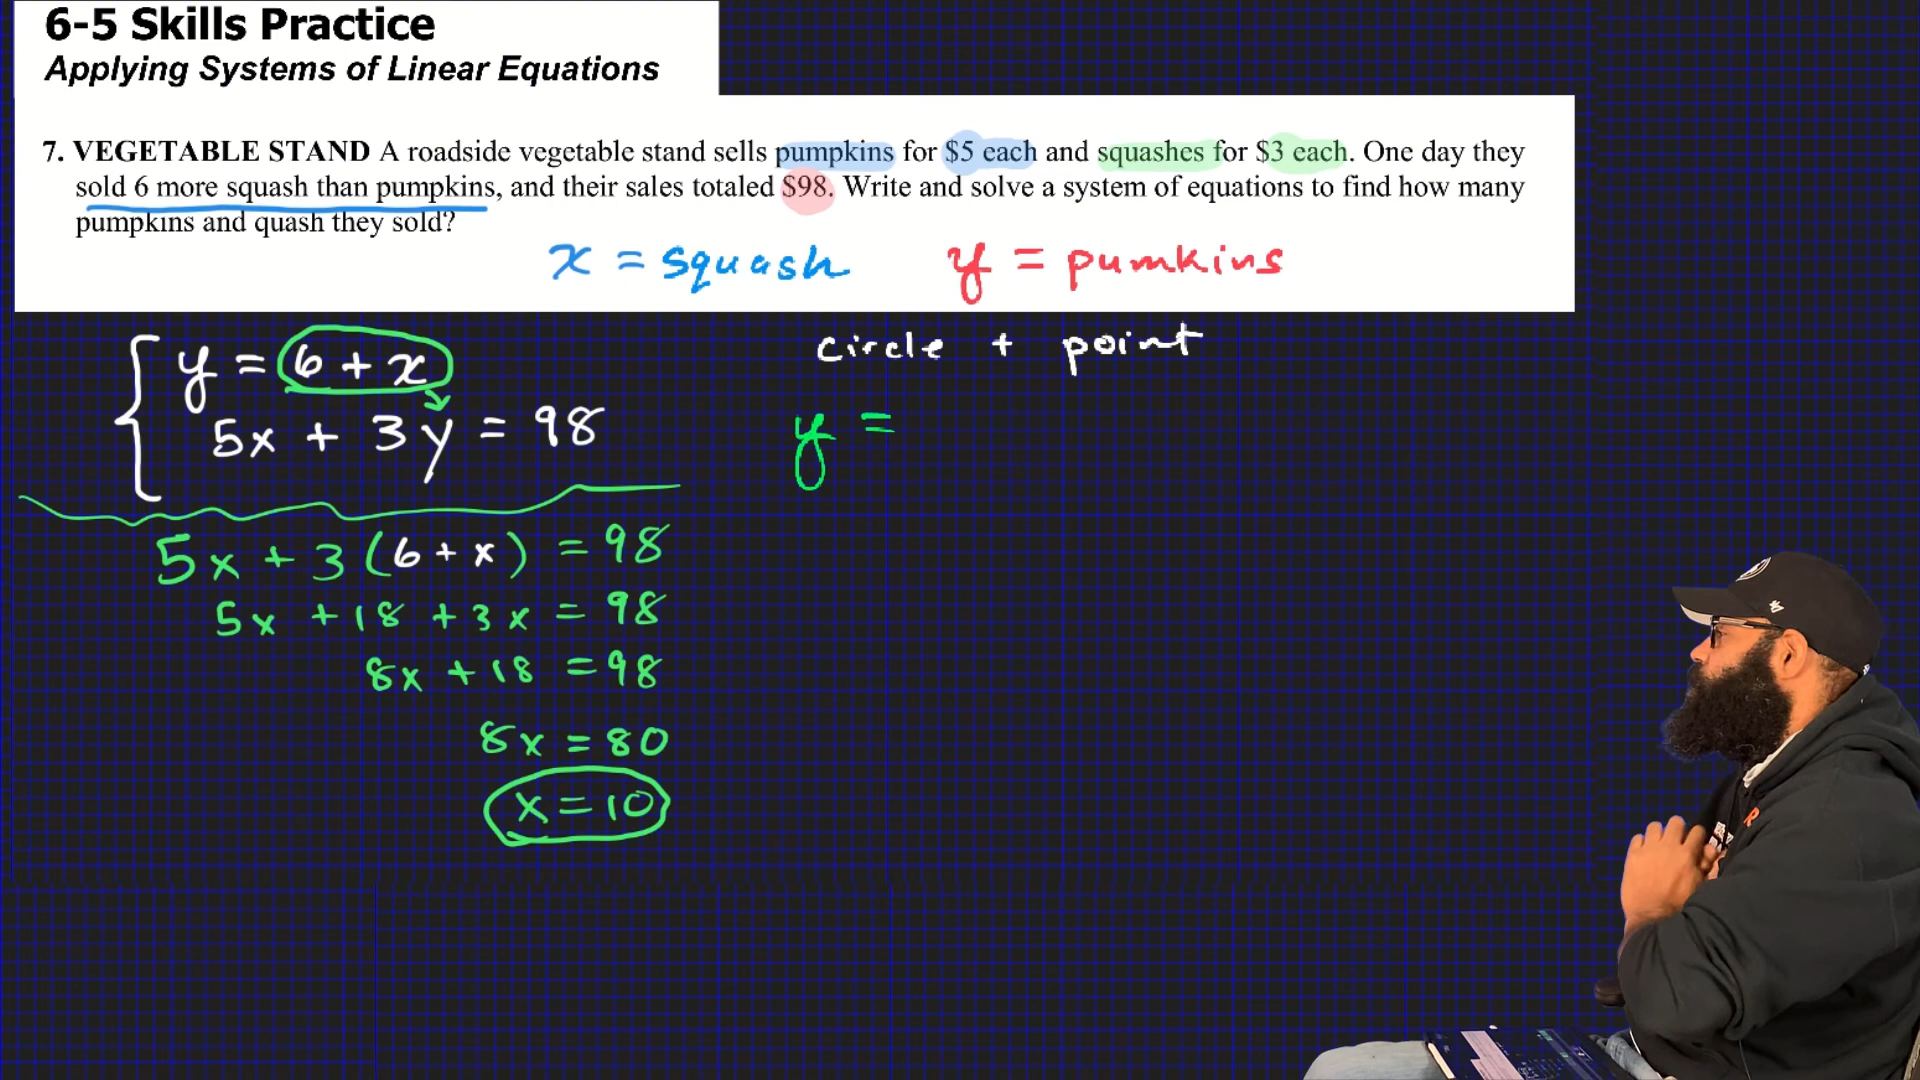 6-5 Skills Practice
Applying Systems of Linear Equations
7. VEGETABLE STAND A roadside vegetable stand sells pumpkins for $5 each and squashes for $3 each. One day they
sold 6 more squash than pumpkins, and their sales totaled $98. Write and solve a system of equations to find how many
pumpkins and quash they sold?
x = squash y = pumkins
y = 6 + x
5x + 3y = 98
circle + point
y =
5x + 3(6 + x) = 98
5x + 18 + 3x = 98
8x + 18 = 98
8x = 80
x = 10